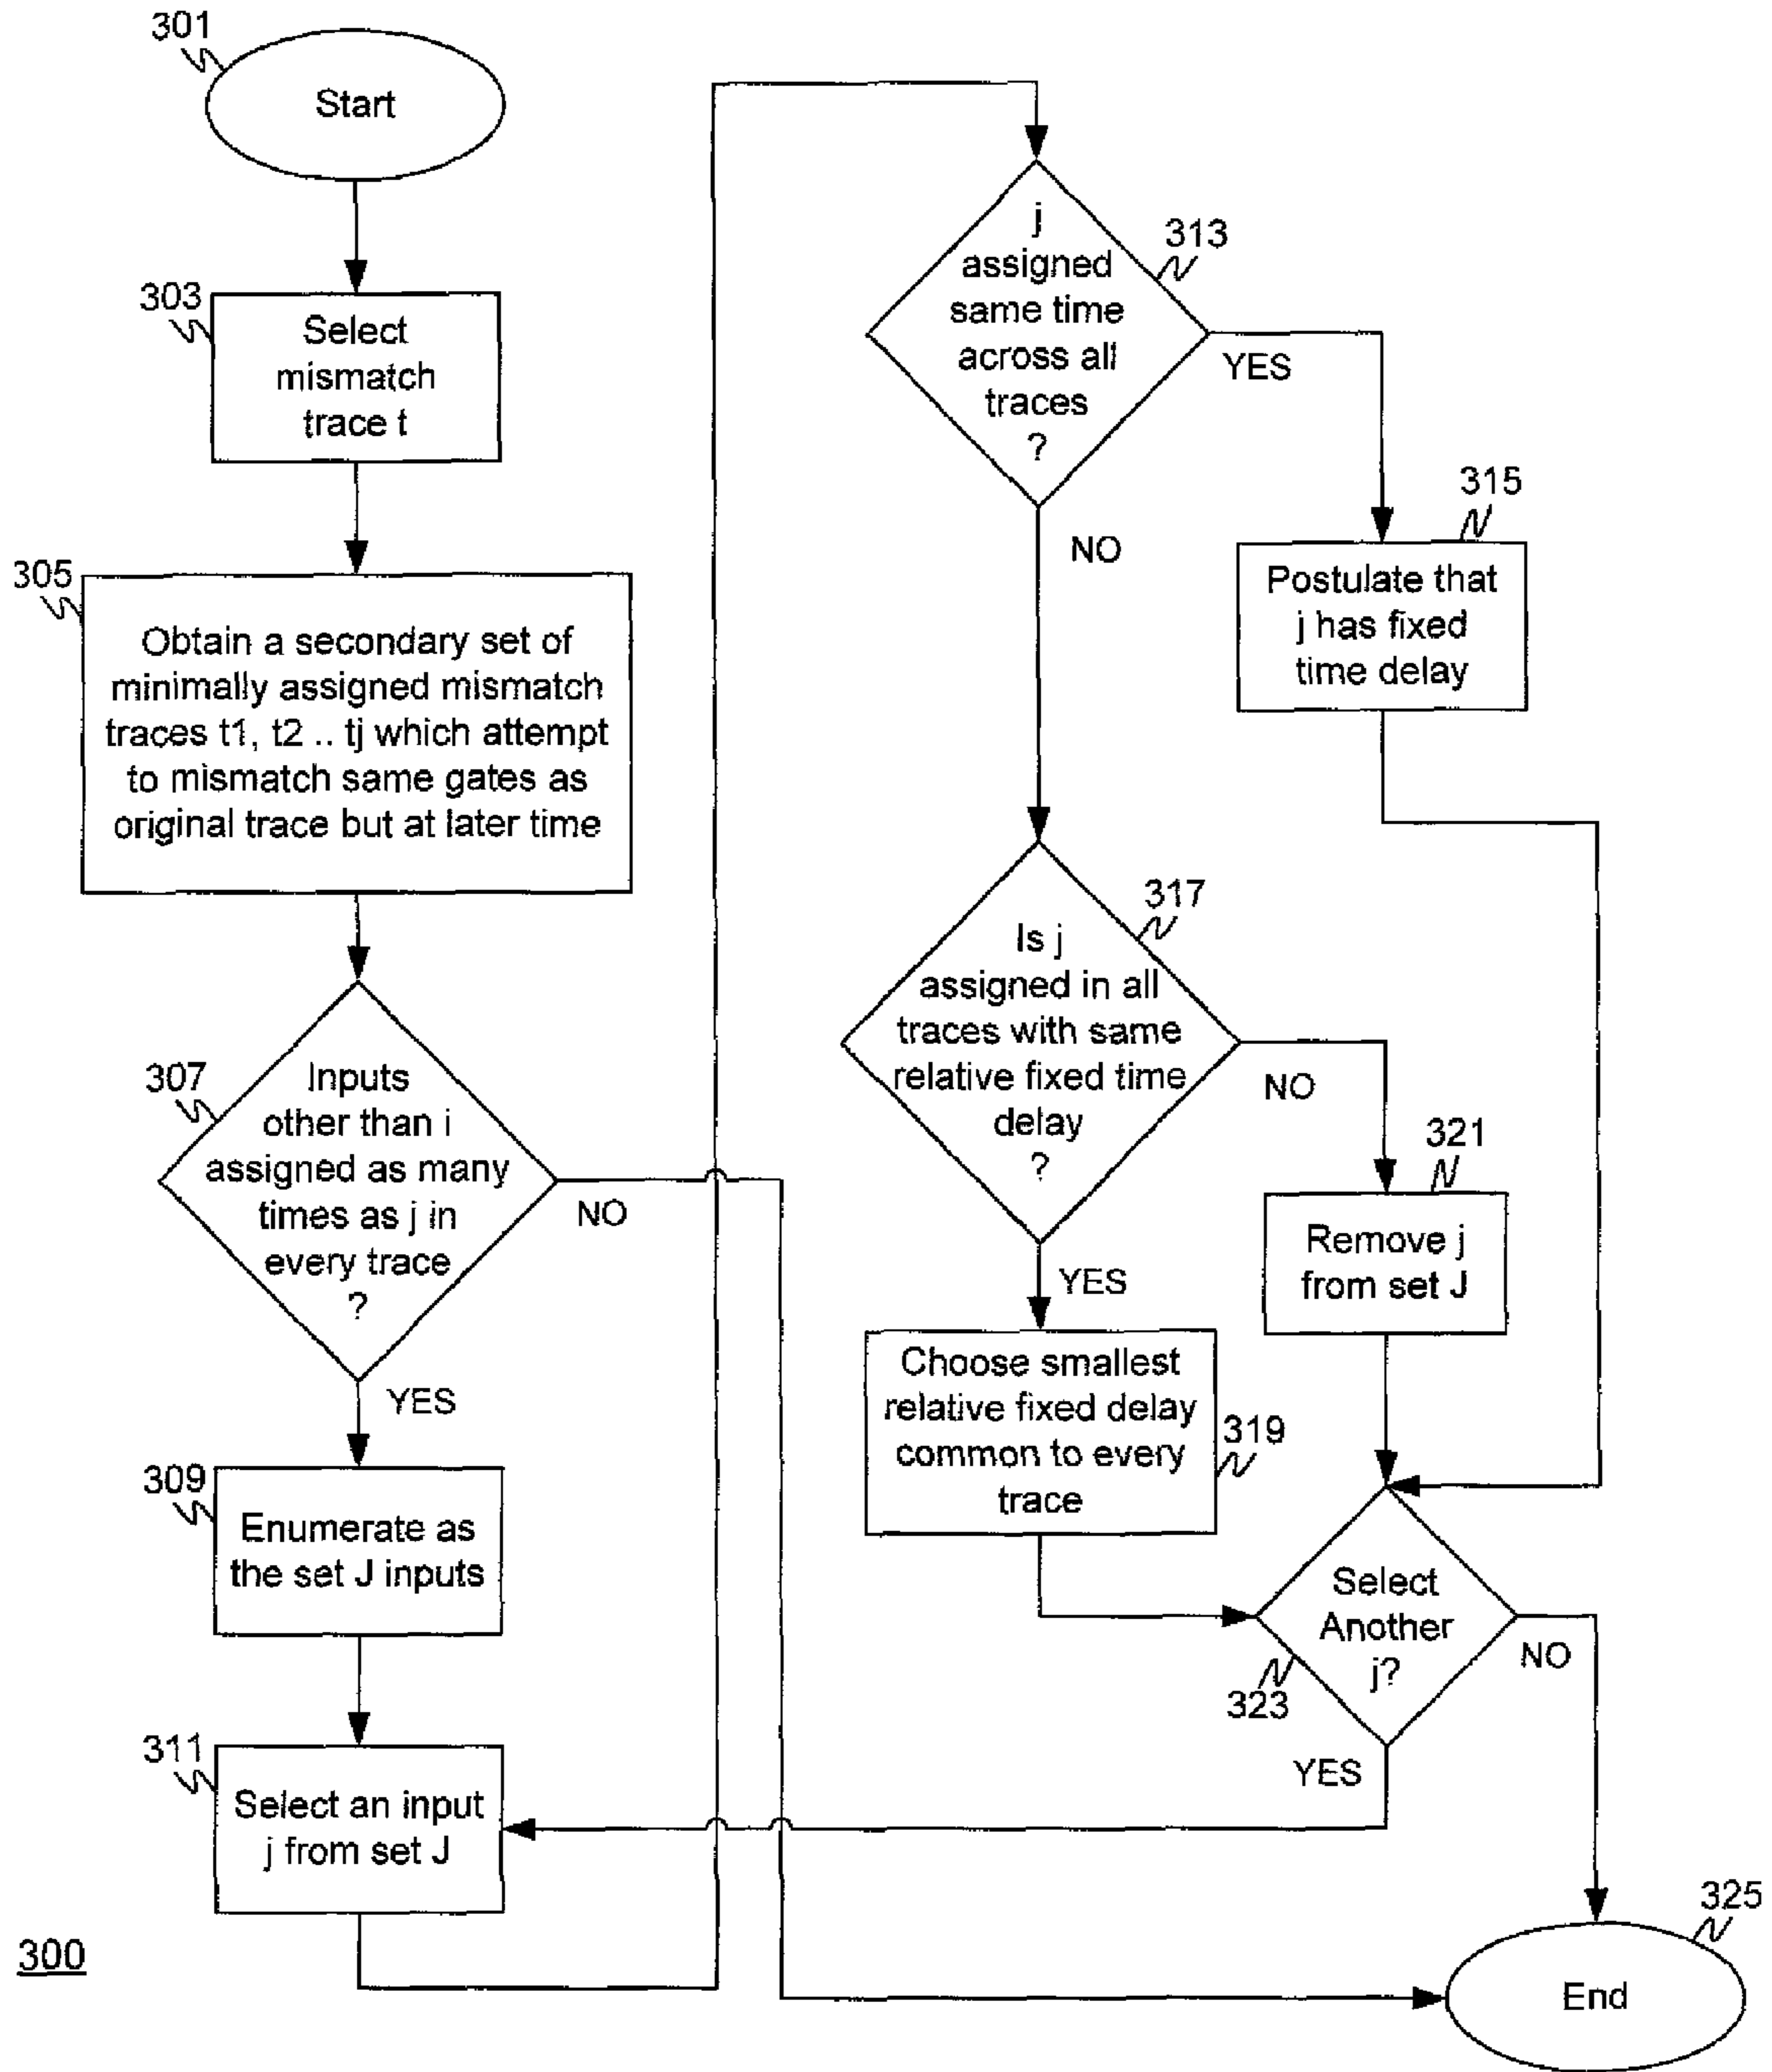 301
Start
303
Select
mismatch
trace t
305
Obtain a secondary set of
minimally assigned mismatch
traces t1, t2 .. tj which attempt
to mismatch same gates as
original trace but at later time
307
Inputs
other than i
assigned as many
times as j in
every trace
?
NO
YES
309
Enumerate as
the set J inputs
311
Select an input
j from set J
300
j
assigned
same time
across all
traces
?
313
YES
NO
315
Postulate that
j has fixed
time delay
317
Is j
assigned in all
traces with same
relative fixed time
delay
?
NO
YES
321
Remove j
from set J
Choose smallest
relative fixed delay
common to every
trace
319
Select
Another
j?
323
NO
YES
325
End